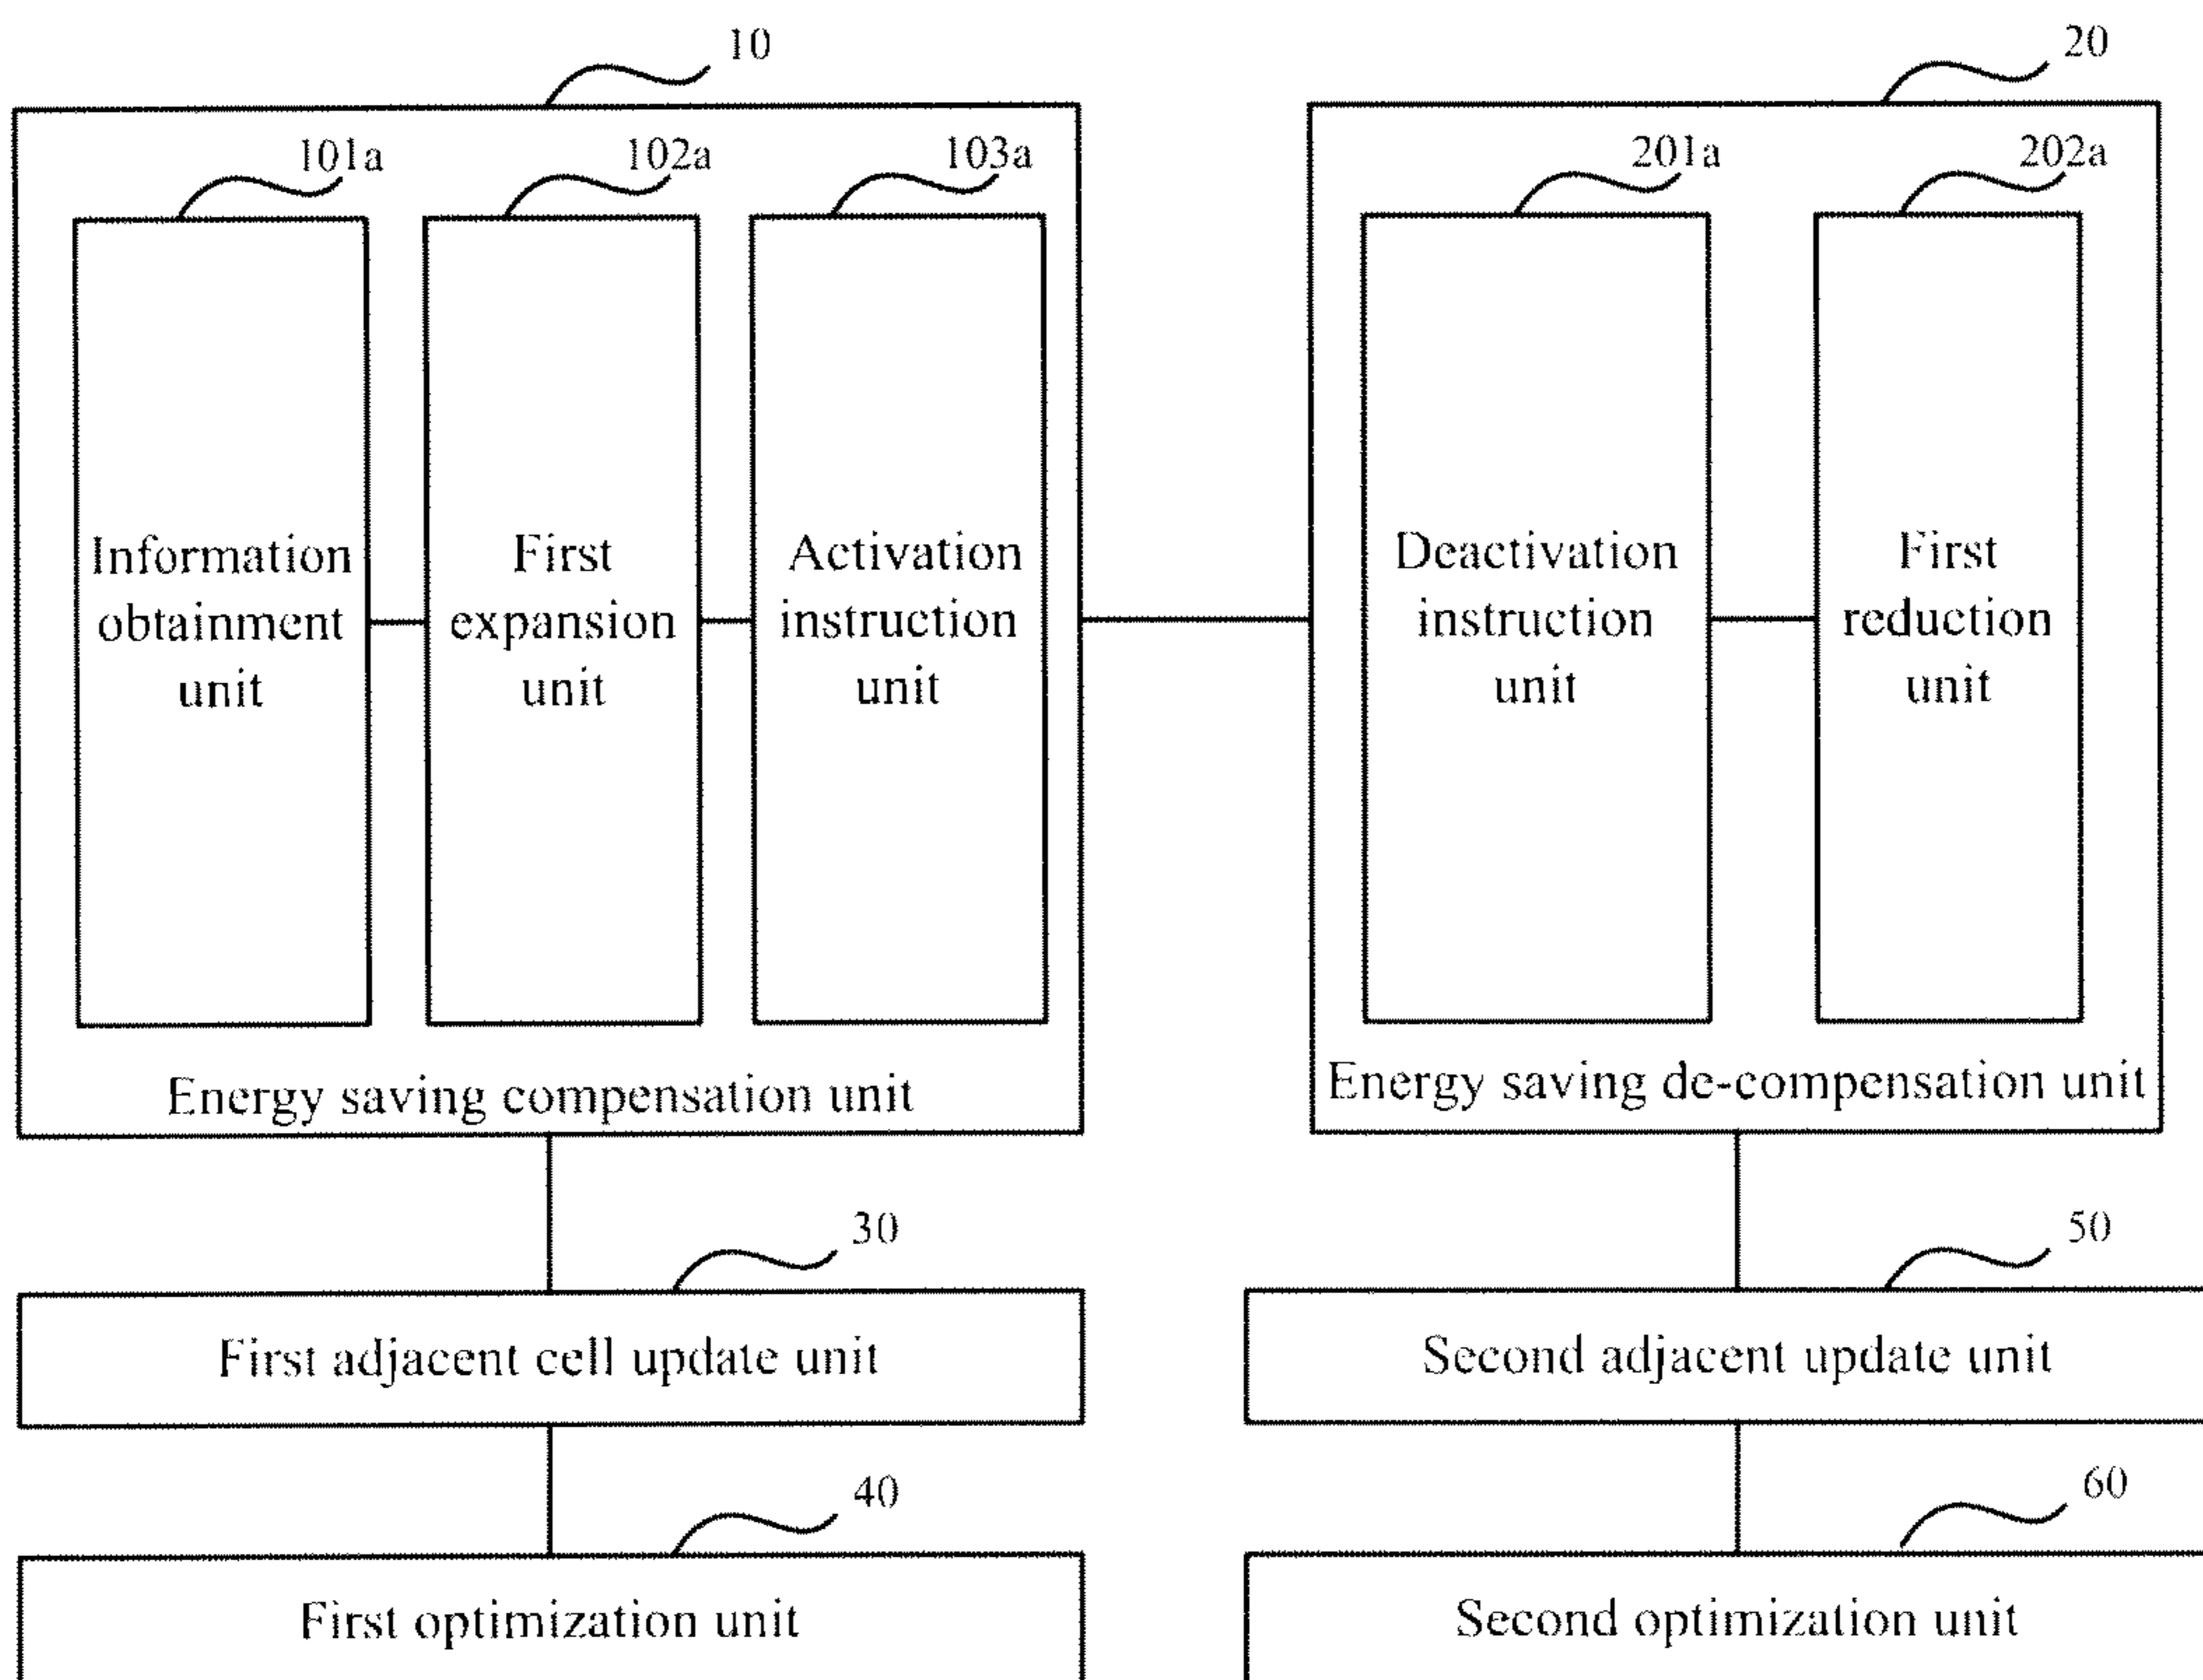 10
20
101a
102a
103a
201a
202a
Information
obtainment
unit
First
expansion
unit
Activation
instruction
unit
Deactivation
instruction
unit
First
reduction
unit
Energy saving compensation unit
Energy saving de-compensation unit
30
50
First adjacent cell update unit
Second adjacent update unit
40
60
First optimization unit
Second optimization unit